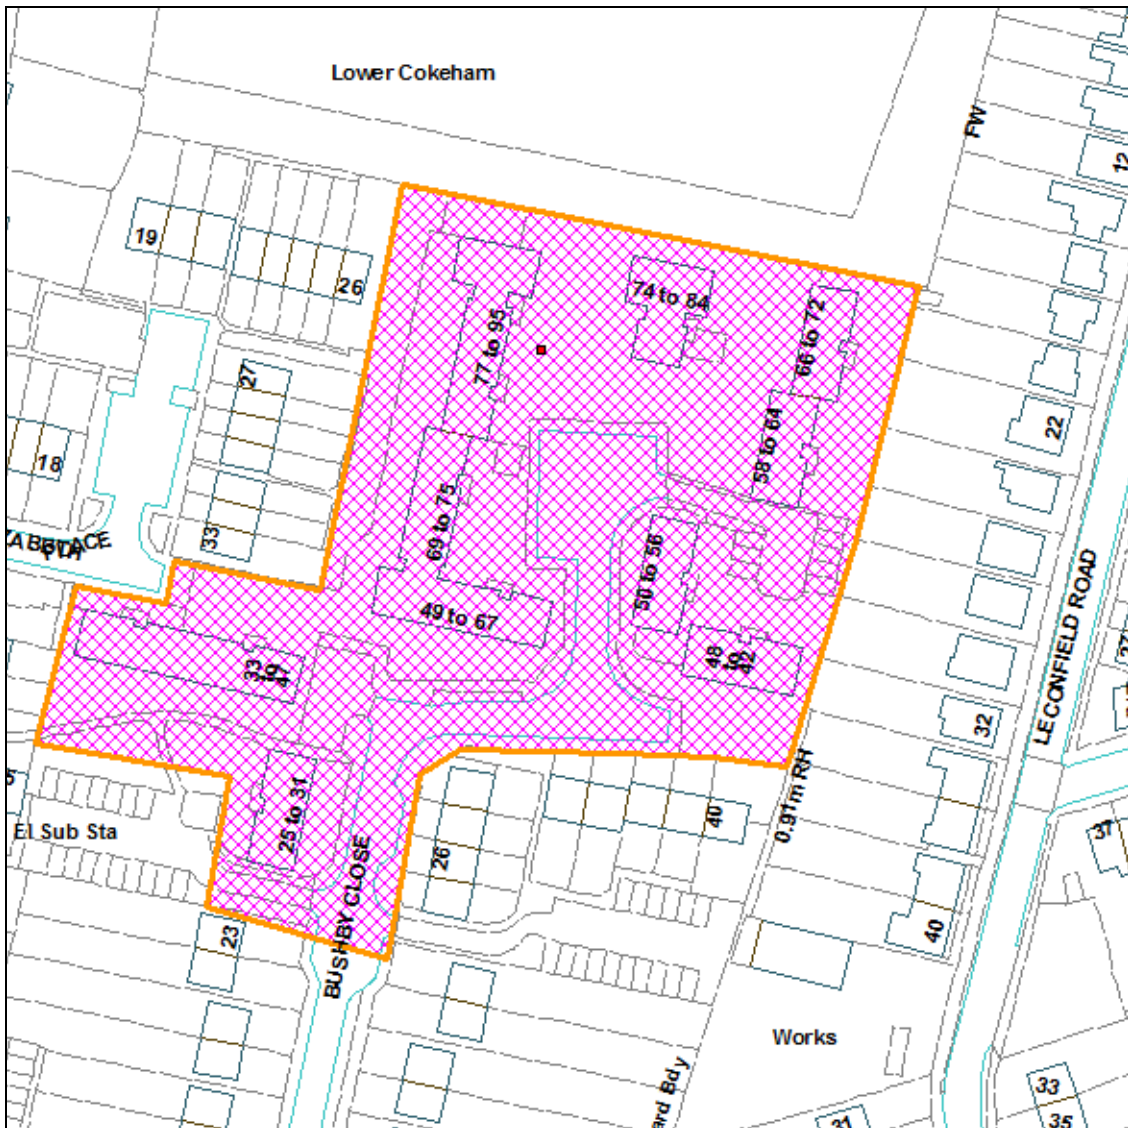 Lower Cokeham
FW
12
19
26
74 to 84
66 to 72
77 to 95
27
22
58 to 64
18
33
69 to 75
50 to 56
LECONFIELD ROAD
49 to 67
48
to
42
33
to
47
27
32
0.91m RH
25 to 31
40
El Sub Sta
26
37
BUSHBY CLOSE
23
40
Works
ard Bdy
33
35
31